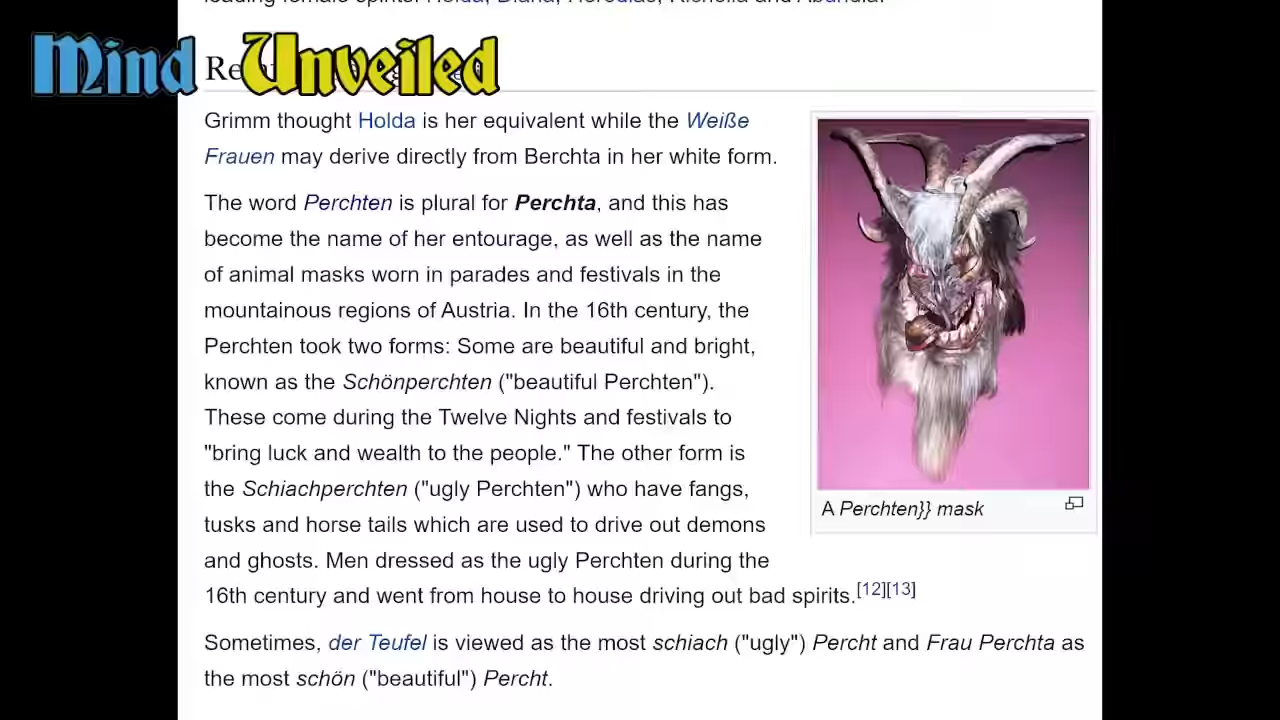 Mind Unveiled
Grimm thought Holda is her equivalent while the Weiße
Frauen may derive directly from Berchta in her white form.
The word Perchten is plural for Perchta, and this has
become the name of her entourage, as well as the name
of animal masks worn in parades and festivals in the
mountainous regions of Austria. In the 16th century, the
Perchten took two forms: Some are beautiful and bright,
known as the Schönperchten ("beautiful Perchten").
These come during the Twelve Nights and festivals to
"bring luck and wealth to the people." The other form is
the Schiachperchten ("ugly Perchten") who have fangs,
tusks and horse tails which are used to drive out demons
and ghosts. Men dressed as the ugly Perchten during the
16th century and went from house to house driving out bad spirits.[12][13]
A Perchten}} mask
Sometimes, der Teufel is viewed as the most schiach ("ugly") Percht and Frau Perchta as
the most schön ("beautiful") Percht.